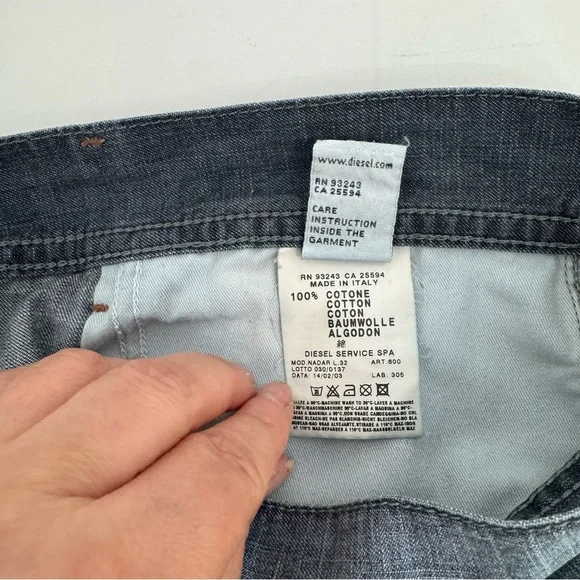 www.diesel.com
RN 93243
CA 25594
CARE
INSTRUCTION
INSIDE THE
GARMENT
RN 93243 CA 25594
MADE IN ITALY
100% COTONE
COTTON
COTON
BAUMWOLLE
ALGODON
綿
DIESEL SERVICE SPA
MOD.NADAR L.32 ART.600
LOTTO 030/0137
DATA: 14/02/03 LAB. 305